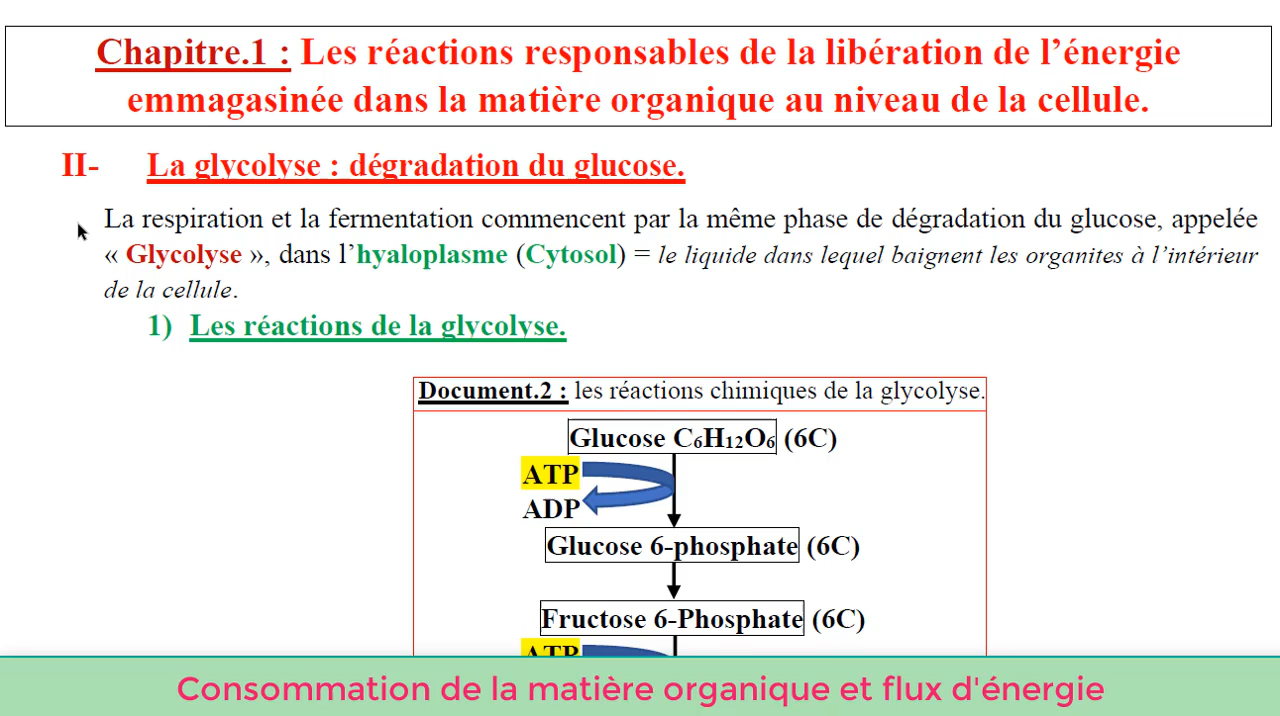 Chapitre.1 : Les réactions responsables de la libération de l’énergie
emmagasinée dans la matière organique au niveau de la cellule.
II- La glycolyse : dégradation du glucose.
La respiration et la fermentation commencent par la même phase de dégradation du glucose, appelée
« Glycolyse », dans l’hyaloplasme (Cytosol) = le liquide dans lequel baignent les organites à l’intérieur
de la cellule.
1) Les réactions de la glycolyse.
Document.2 : les réactions chimiques de la glycolyse.
Glucose C₆H₁₂O₆ (6C)
ATP
ADP
Glucose 6-phosphate (6C)
Fructose 6-Phosphate (6C)
ATP
Consommation de la matière organique et flux d'énergie